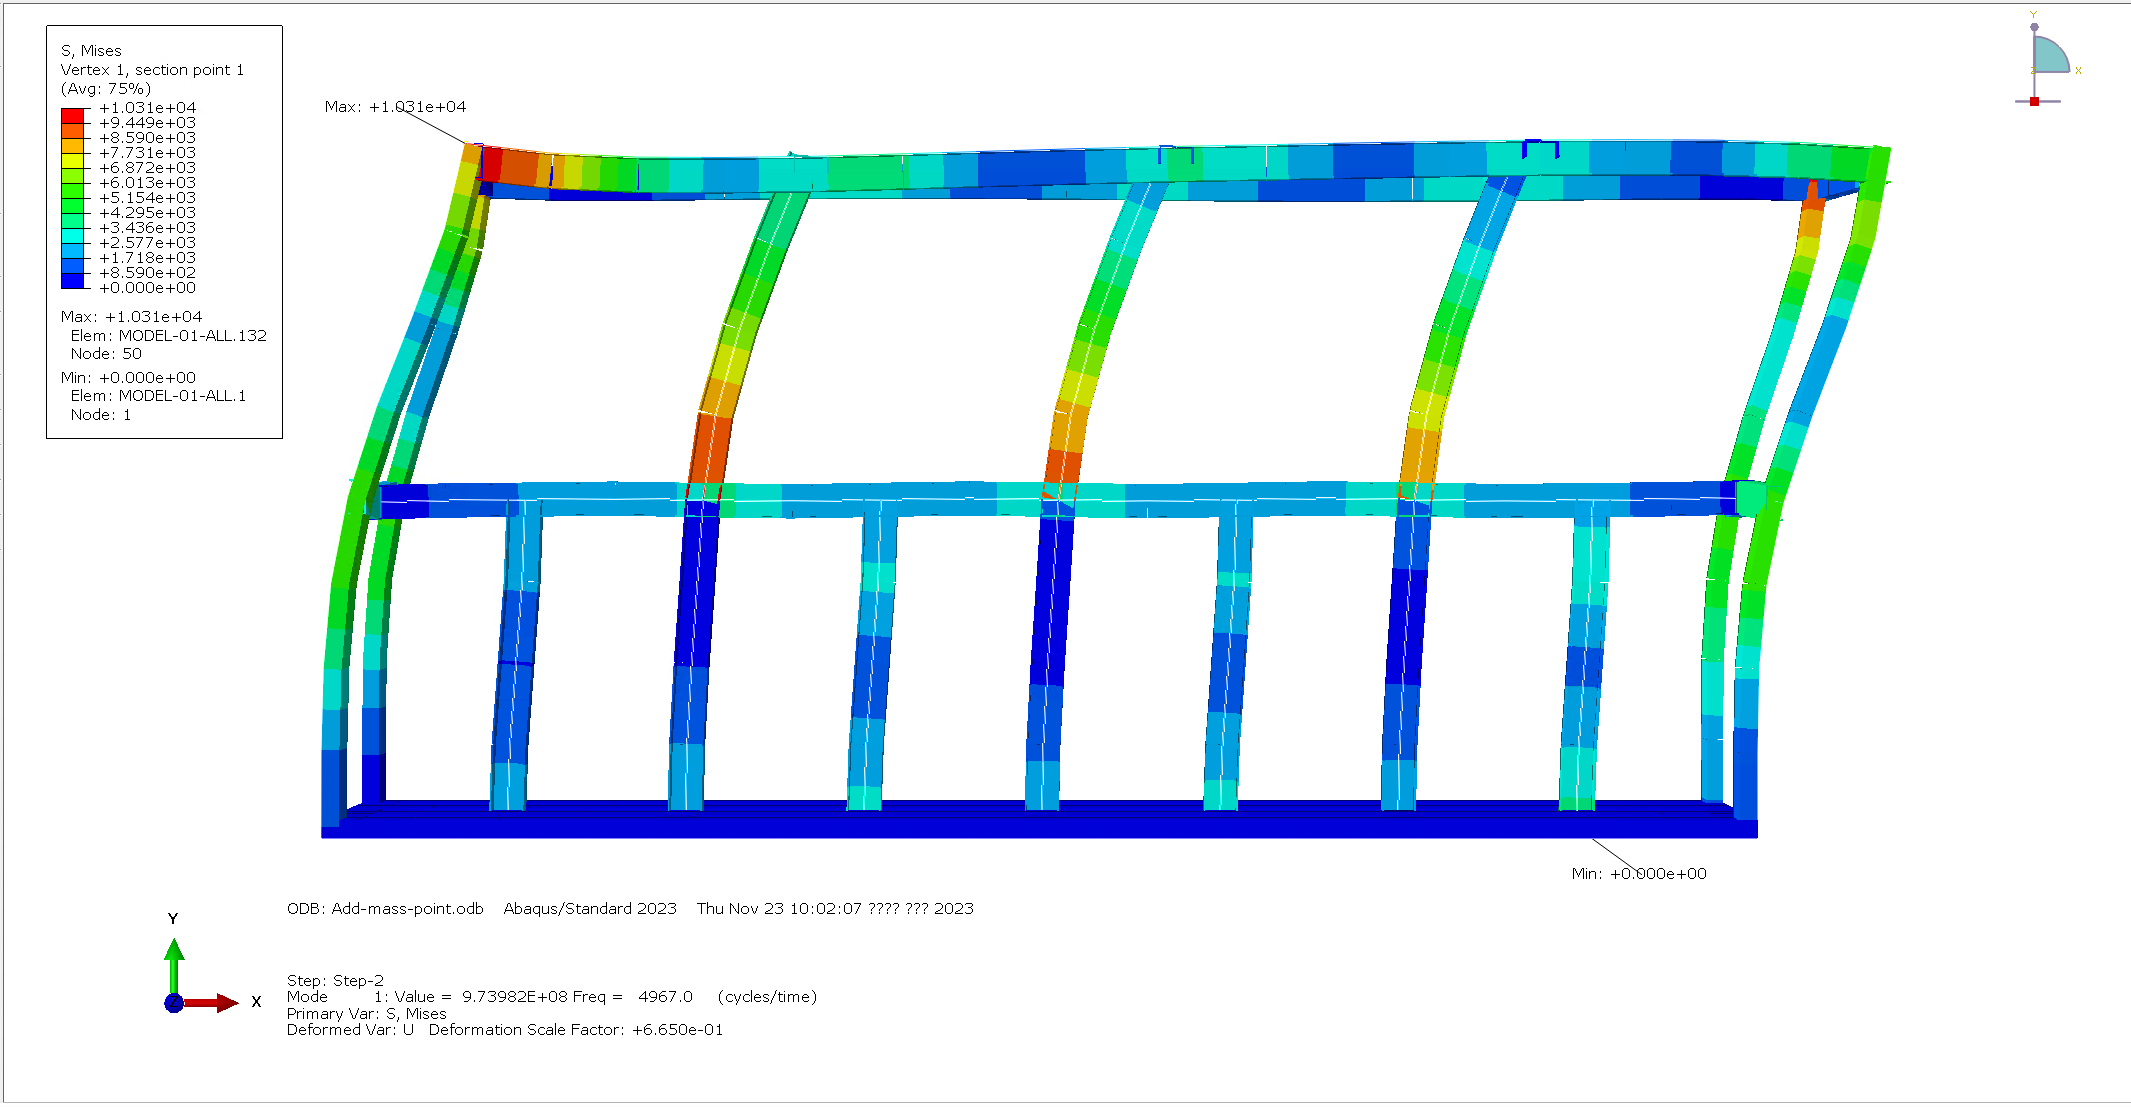 S, Mises
Vertex 1, section point 1
(Avg: 75%)
+1.031e+04
+9.449e+03
+8.590e+03
+7.731e+03
+6.872e+03
+6.013e+03
+5.154e+03
+4.295e+03
+3.436e+03
+2.577e+03
+1.718e+03
+8.590e+02
+0.000e+00
Max: +1.031e+04
Elem: MODEL-01-ALL.132
Node: 50
Min: +0.000e+00
Elem: MODEL-01-ALL.1
Node: 1
Max: +1.031e+04
Y
X
Z
Min: +0.000e+00
ODB: Add-mass-point.odb Abaqus/Standard 2023 Thu Nov 23 10:02:07 ???? ??? 2023
Y
Z
X
Step: Step-2
Mode 1: Value = 9.73982E+08 Freq = 4967.0 (cycles/time)
Primary Var: S, Mises
Deformed Var: U Deformation Scale Factor: +6.650e-01